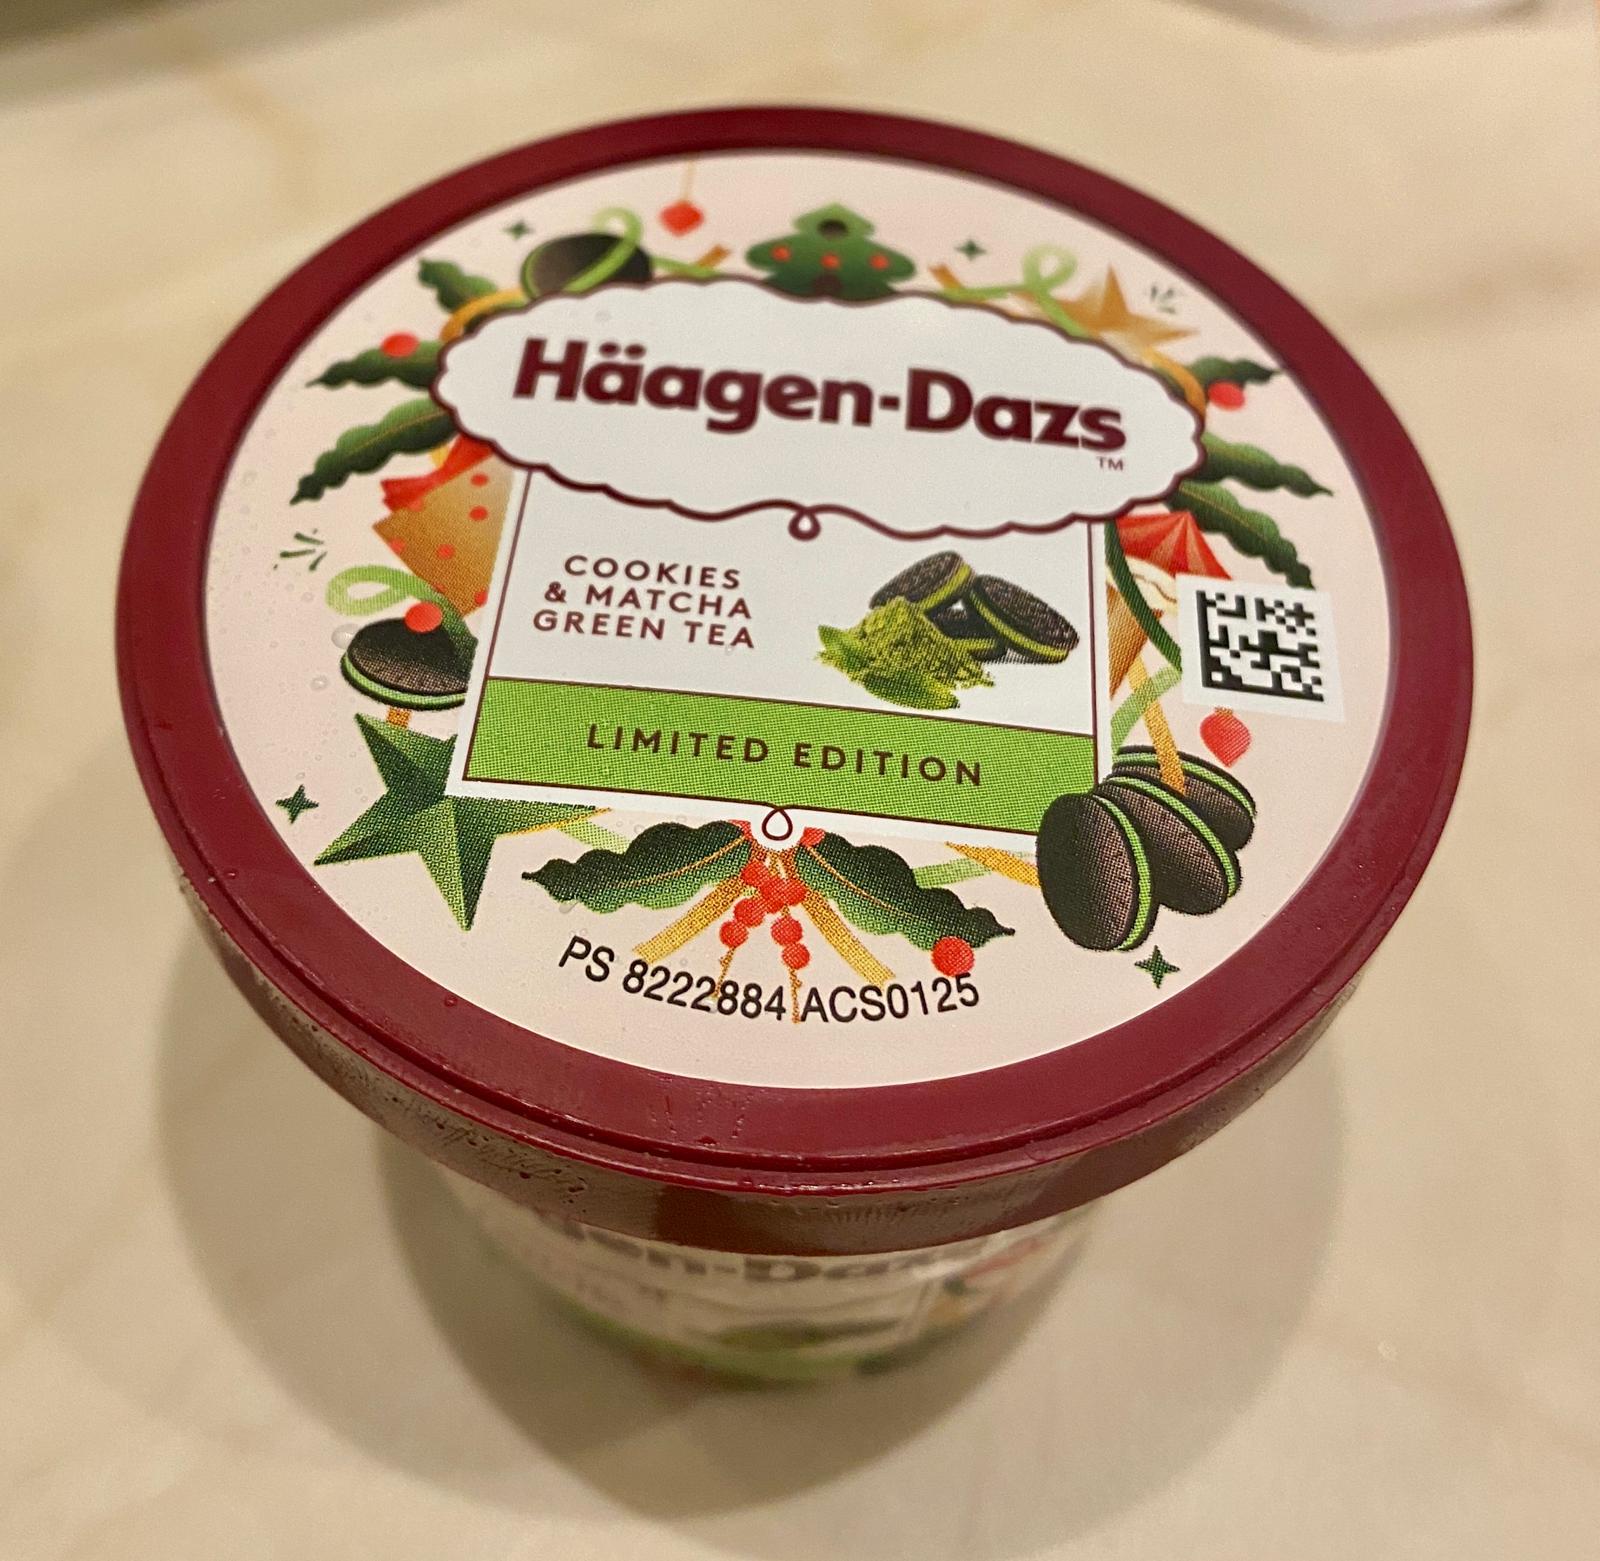 Häagen-Dazs
TM
COOKIES
& MATCHA
GREEN TEA
LIMITED EDITION
PS 8222884 ACS0125